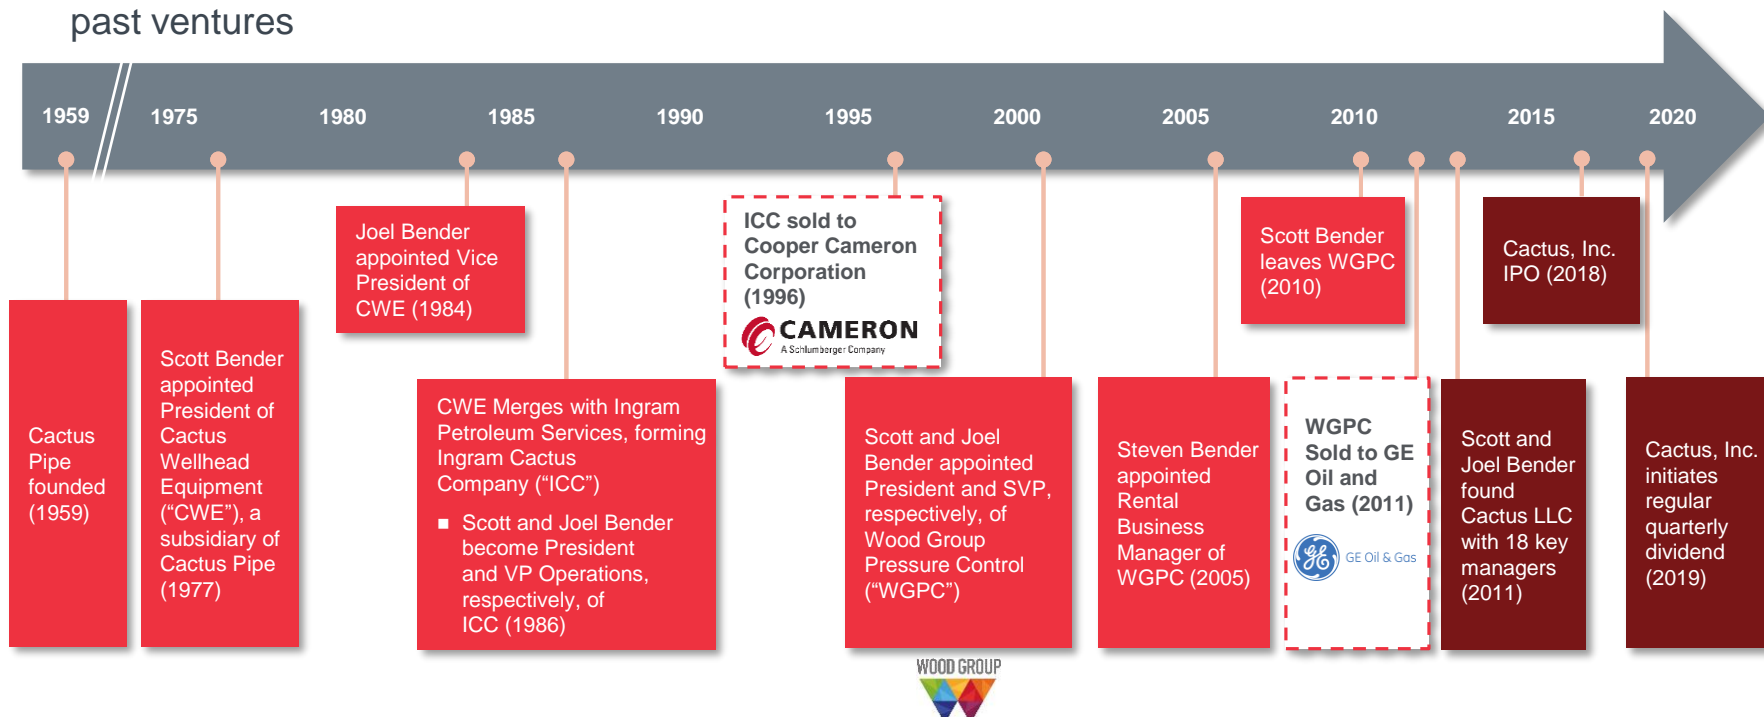 past ventures
1959
1975
1980
1985
1990
1995
2000
2005
2010
2015
2020
Cactus
Pipe
founded
(1959)
Scott Bender
appointed
President of
Cactus
Wellhead
Equipment
(“CWE”), a
subsidiary of
Cactus Pipe
(1977)
Joel Bender
appointed Vice
President of
CWE (1984)
CWE Merges with Ingram
Petroleum Services, forming
Ingram Cactus
Company (“ICC”)
■ Scott and Joel Bender
become President
and VP Operations,
respectively, of
ICC (1986)
ICC sold to
Cooper Cameron
Corporation
(1996)
CAMERON
A Schlumberger Company
Scott and Joel
Bender appointed
President and SVP,
respectively, of
Wood Group
Pressure Control
(“WGPC”)
WOOD GROUP
Steven Bender
appointed
Rental
Business
Manager of
WGPC (2005)
Scott Bender
leaves WGPC
(2010)
WGPC
Sold to GE
Oil and
Gas (2011)
GE GE Oil & Gas
Scott and
Joel Bender
found
Cactus LLC
with 18 key
managers
(2011)
Cactus, Inc.
IPO (2018)
Cactus, Inc.
initiates
regular
quarterly
dividend
(2019)